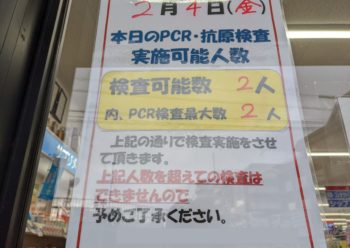 2月4日(金)
本日のPCR・抗原検査
実施可能人数
検査可能数 2人
内、PCR検査最大数 2人
上記の通りで検査実施をさせ
て頂きます。
上記人数を超えての検査は
できませんので
予めご了承ください。